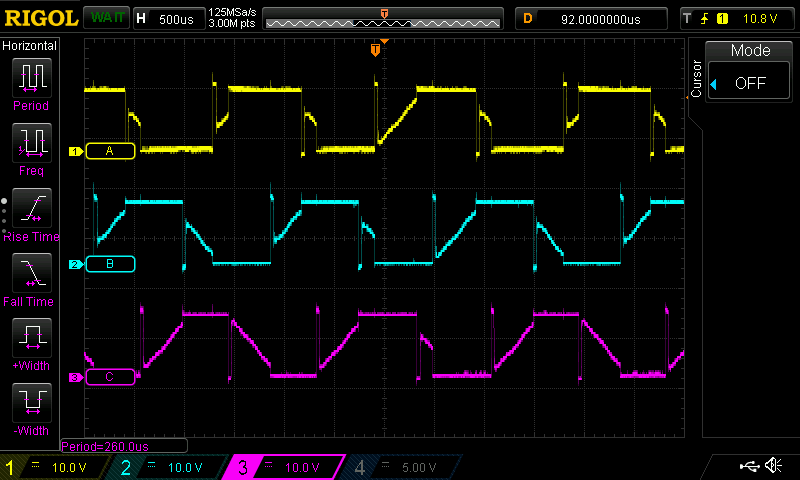 RIGOL WAIT H 500us 125MSa/s D 92.0000000us T 1 10.8 V
3.00M pts
T
T
Horizontal
Period
Freq
Rise Time
Fall Time
+Width
-Width
1 A
2 B
3 C
Cursor
Mode
OFF
Period=260.0us
1 10.0 V 2 10.0 V 3 10.0 V 4 5.00 V